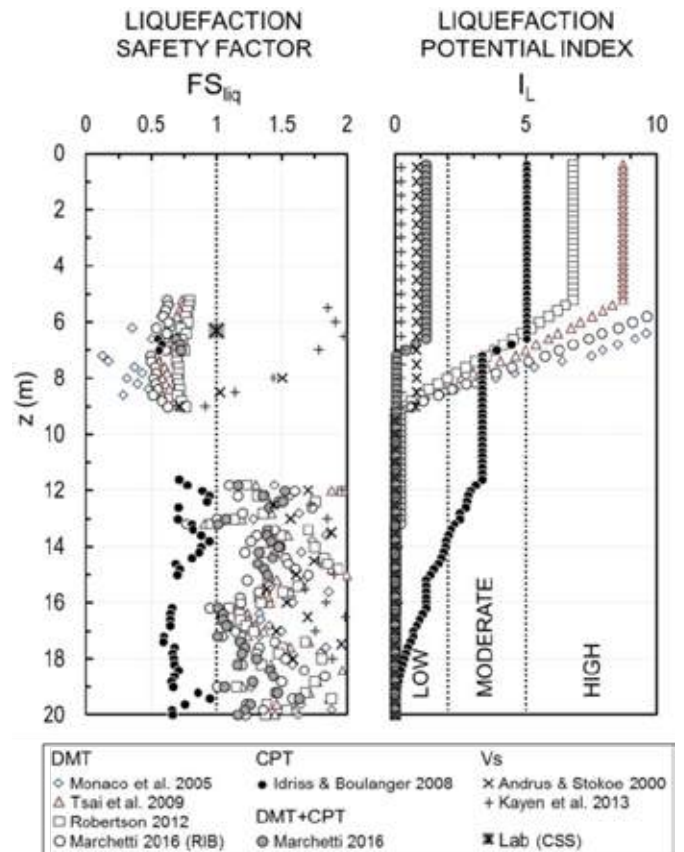 LIQUEFACTION
SAFETY FACTOR
FSliq
0 0.5 1 1.5 2
LIQUEFACTION
POTENTIAL INDEX
IL
0 5 10
0
2
4
6
8
10
12
14
16
18
20
z (m)
LOW
MODERATE
HIGH
DMT
Monaco et al. 2005
Tsai et al. 2009
Robertson 2012
Marchetti 2016 (RIB)
CPT
Idriss & Boulanger 2008
DMT+CPT
Marchetti 2016
Vs
Andrus & Stokoe 2000
Kayen et al. 2013
Lab (CSS)